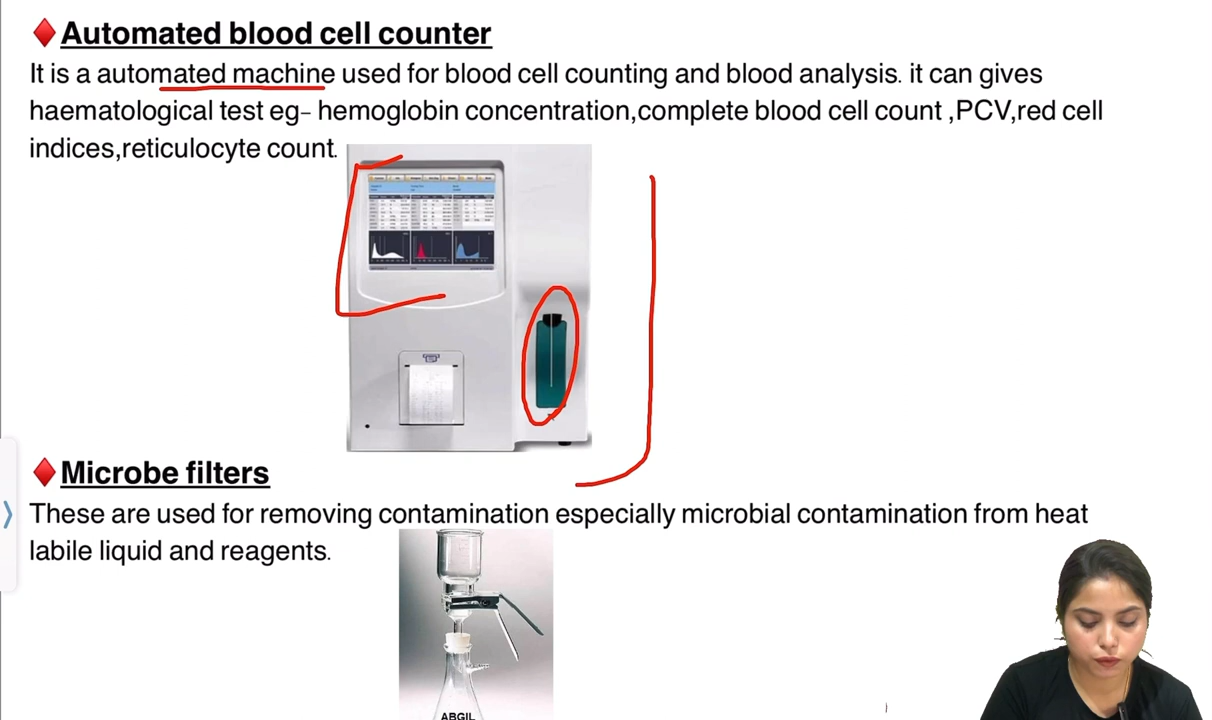 Automated blood cell counter
It is a automated machine used for blood cell counting and blood analysis. it can gives
haematological test eg- hemoglobin concentration,complete blood cell count ,PCV,red cell
indices,reticulocyte count.
Microbe filters
These are used for removing contamination especially microbial contamination from heat
labile liquid and reagents.
ABGIL